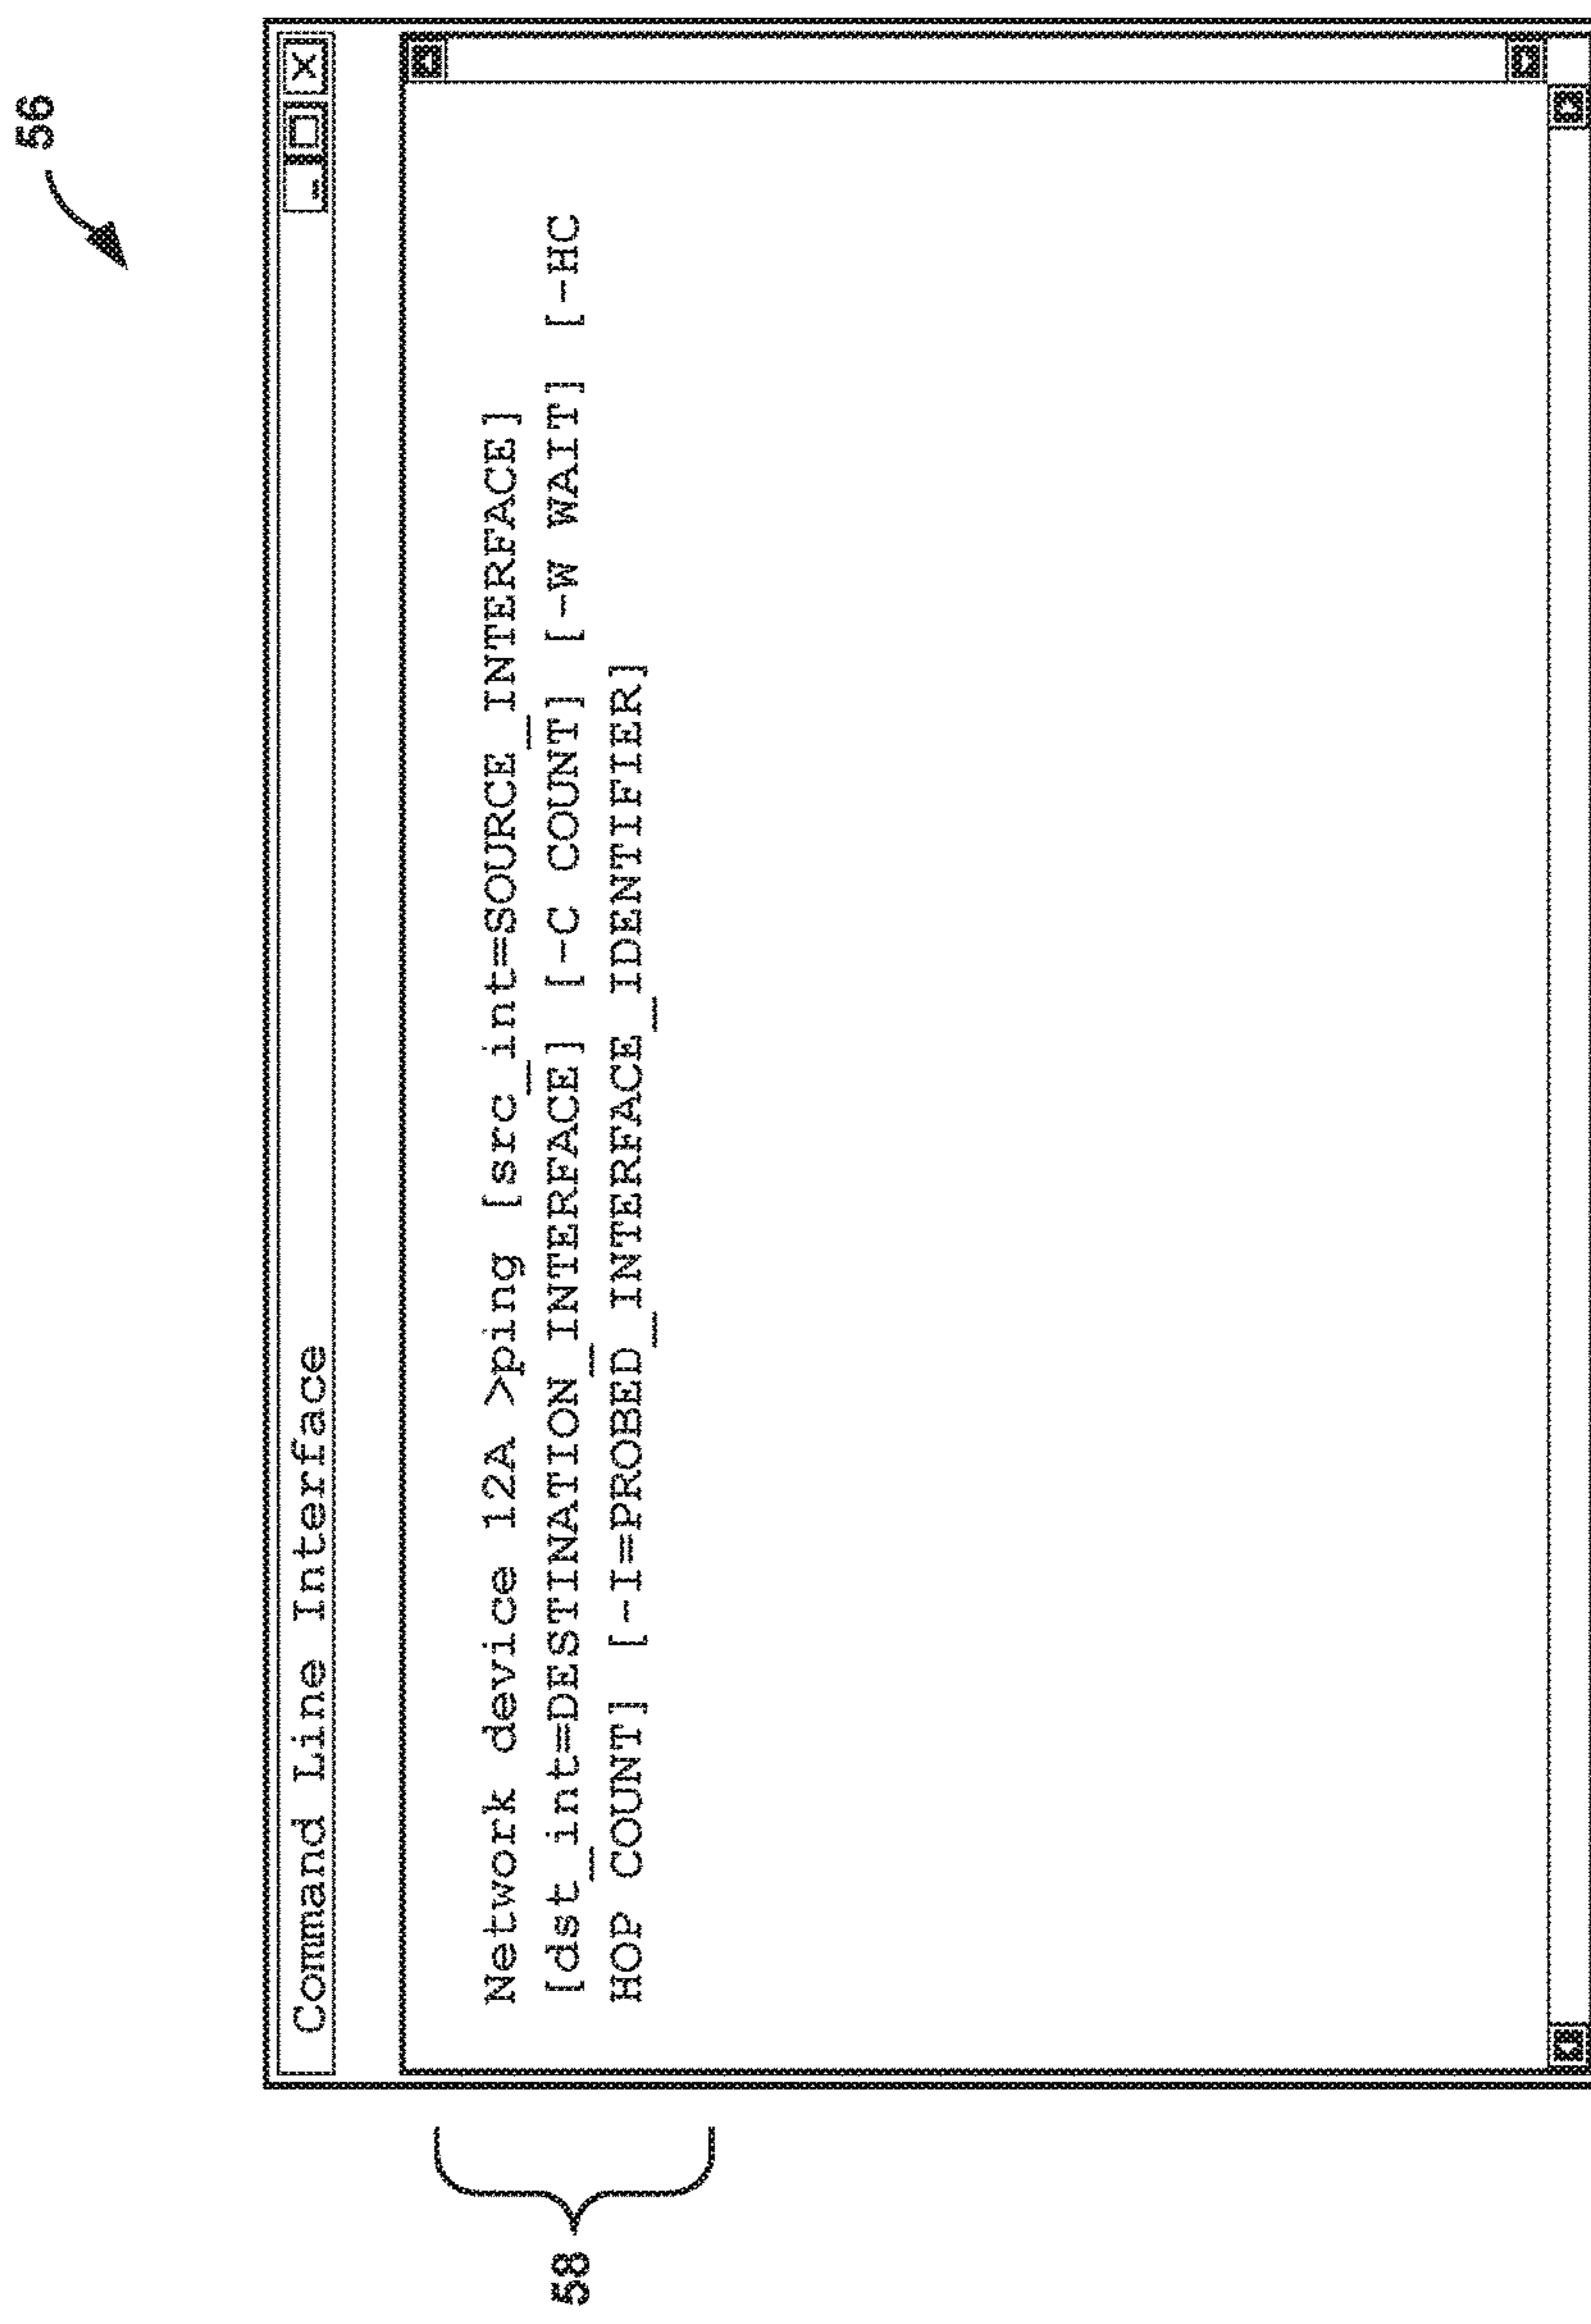 56
Command Line Interface
Network device 12A >ping [src_int=SOURCE_INTERFACE]
[dst_int=DESTINATION_INTERFACE] [-C COUNT] [-W WAIT] [-HC
HOP COUNT] [-I=PROBED_INTERFACE_IDENTIFIER]
58